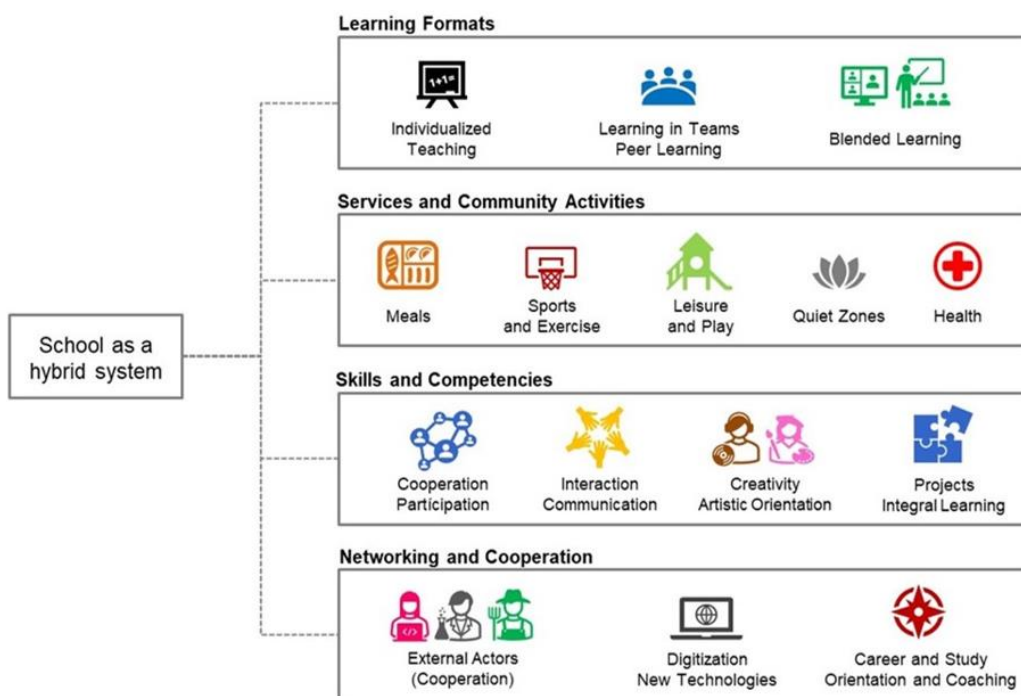 Learning Formats
1+1=
Individualized
Teaching
Learning in Teams
Peer Learning
Blended Learning
Services and Community Activities
Meals
Sports
and Exercise
Leisure
and Play
Quiet Zones
Health
School as a
hybrid system
Skills and Competencies
Cooperation
Participation
Interaction
Communication
Creativity
Artistic Orientation
Projects
Integral Learning
Networking and Cooperation
</>
External Actors
(Cooperation)
Digitization
New Technologies
Career and Study
Orientation and Coaching